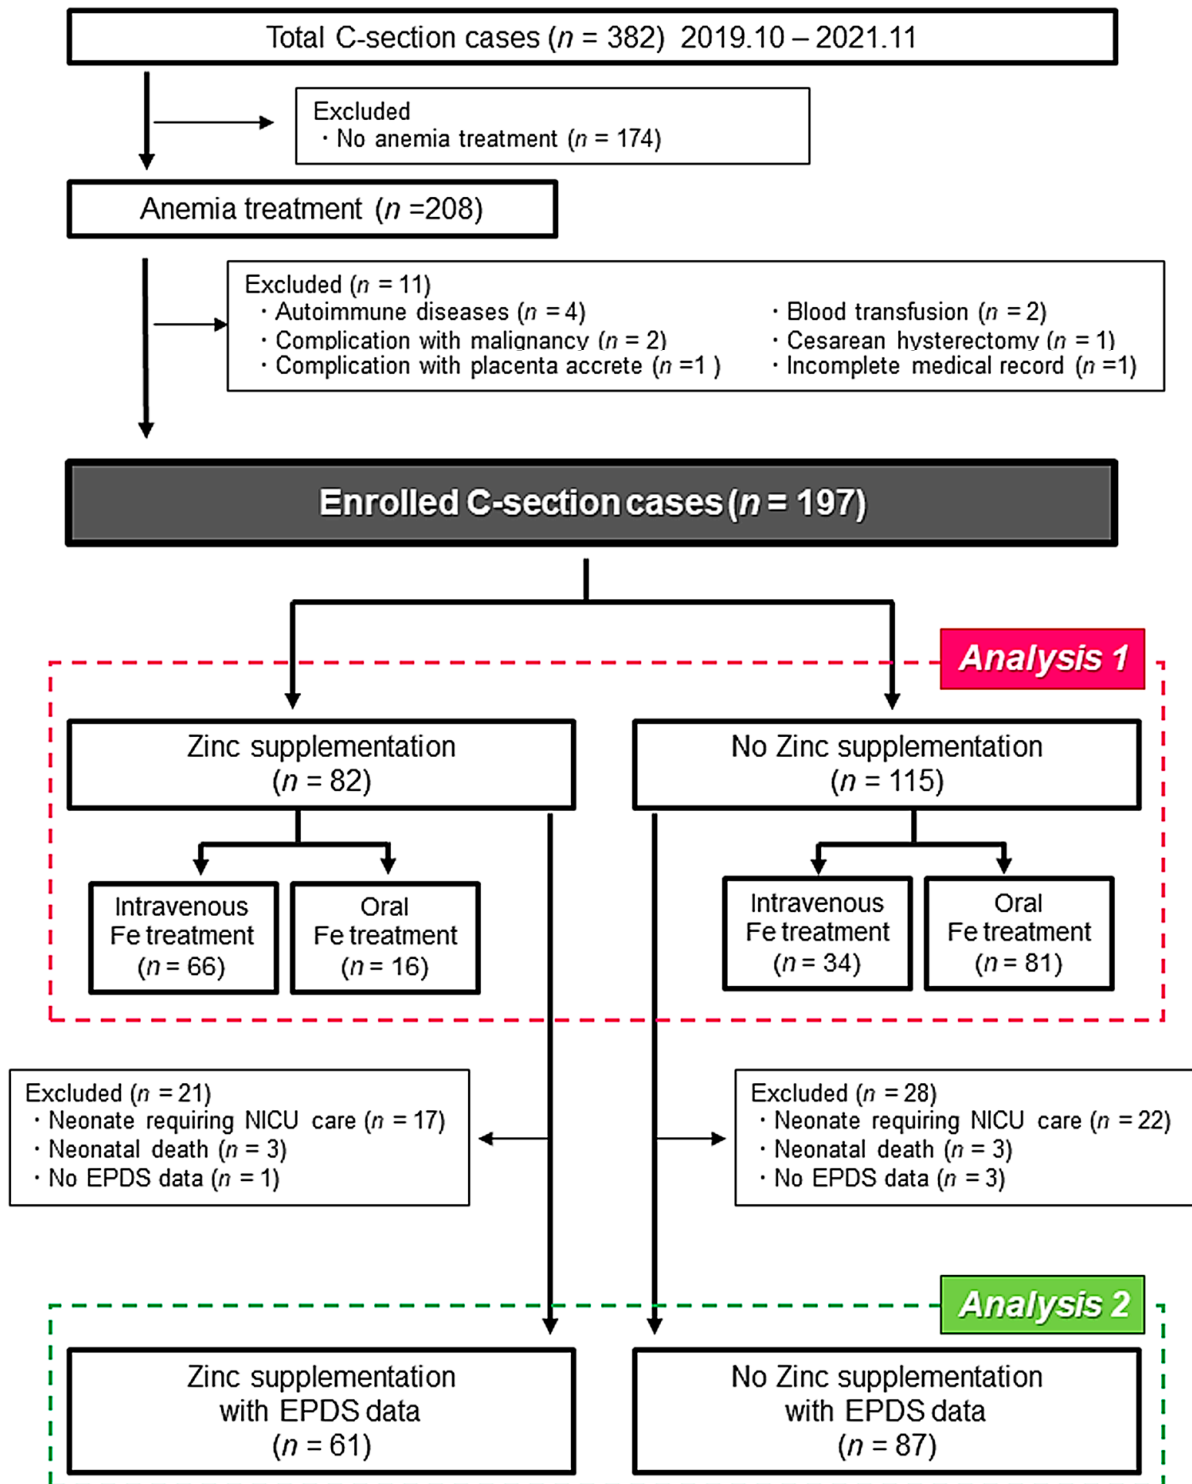 Total C-section cases (n = 382) 2019.10 – 2021.11
Excluded
・No anemia treatment (n = 174)
Anemia treatment (n =208)
Excluded (n = 11)
・Autoimmune diseases (n = 4)
・Complication with malignancy (n = 2)
・Complication with placenta accrete (n =1 )
・Blood transfusion (n = 2)
・Cesarean hysterectomy (n = 1)
・Incomplete medical record (n =1)
Enrolled C-section cases (n = 197)
Analysis 1
Zinc supplementation
(n = 82)
No Zinc supplementation
(n = 115)
Intravenous
Fe treatment
(n = 66)
Oral
Fe treatment
(n = 16)
Intravenous
Fe treatment
(n = 34)
Oral
Fe treatment
(n = 81)
Excluded (n = 21)
・Neonate requiring NICU care (n = 17)
・Neonatal death (n = 3)
・No EPDS data (n = 1)
Excluded (n = 28)
・Neonate requiring NICU care (n = 22)
・Neonatal death (n = 3)
・No EPDS data (n = 3)
Analysis 2
Zinc supplementation
with EPDS data
(n = 61)
No Zinc supplementation
with EPDS data
(n = 87)